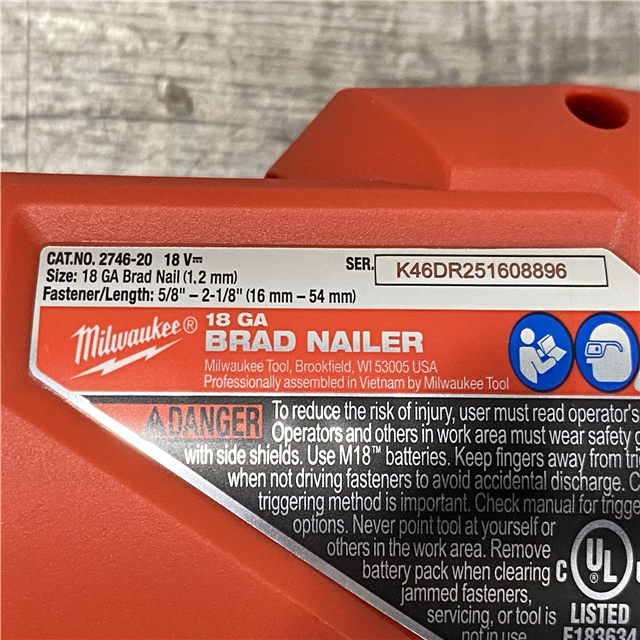 CAT.NO. 2746-20 18 V⎓
SER. K46DR251608896
Size: 18 GA Brad Nail (1,2 mm)
Fastener/Length: 5/8" – 2-1/8" (16 mm – 54 mm)
Milwaukee®
18 GA
BRAD NAILER
Milwaukee Tool, Brookfield, WI 53005 USA
Professionally assembled in Vietnam by Milwaukee Tool
DANGER
To reduce the risk of injury, user must read operator's
Operators and others in work area must wear safety
with side shields. Use M18™ batteries. Keep fingers away from
when not driving fasteners to avoid accidental discharge.
triggering method is important. Check manual for
options. Never point tool at yourself or
others in the work area. Remove
battery pack when clearing
jammed fasteners,
servicing, or tool is
not in use.
C UL ®
LISTED
E183624